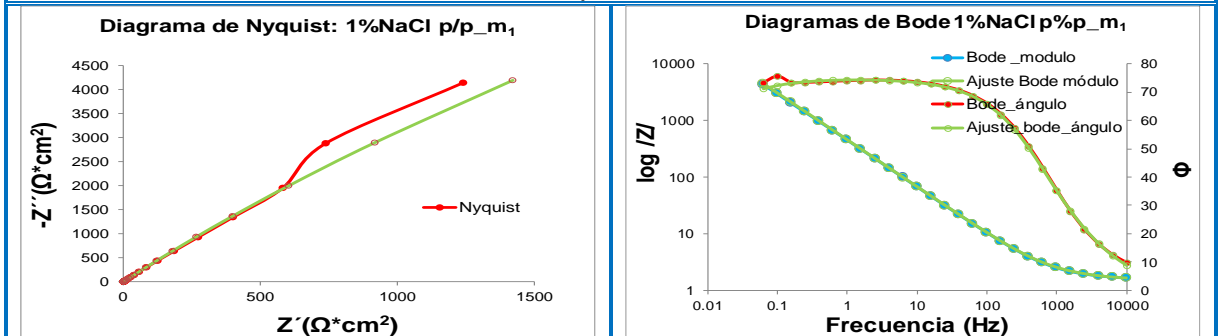 Diagrama de Nyquist: 1%NaCl p/p_m1
4500
4000
3500
3000
2500
2000
1500
1000
500
0
-Z´´(Ω*cm2)
Nyquist
0 500 1000 1500
Z´(Ω*cm2)
Diagramas de Bode 1%NaCl p%p_m1
Bode _modulo
Ajuste Bode módulo
Bode_ángulo
Ajuste_bode_ángulo
10000
1000
100
10
1
log /Z/
80
70
60
50
40
30
20
10
0
Φ
0.01 0.1 1 10 100 1000 10000
Frecuencia (Hz)